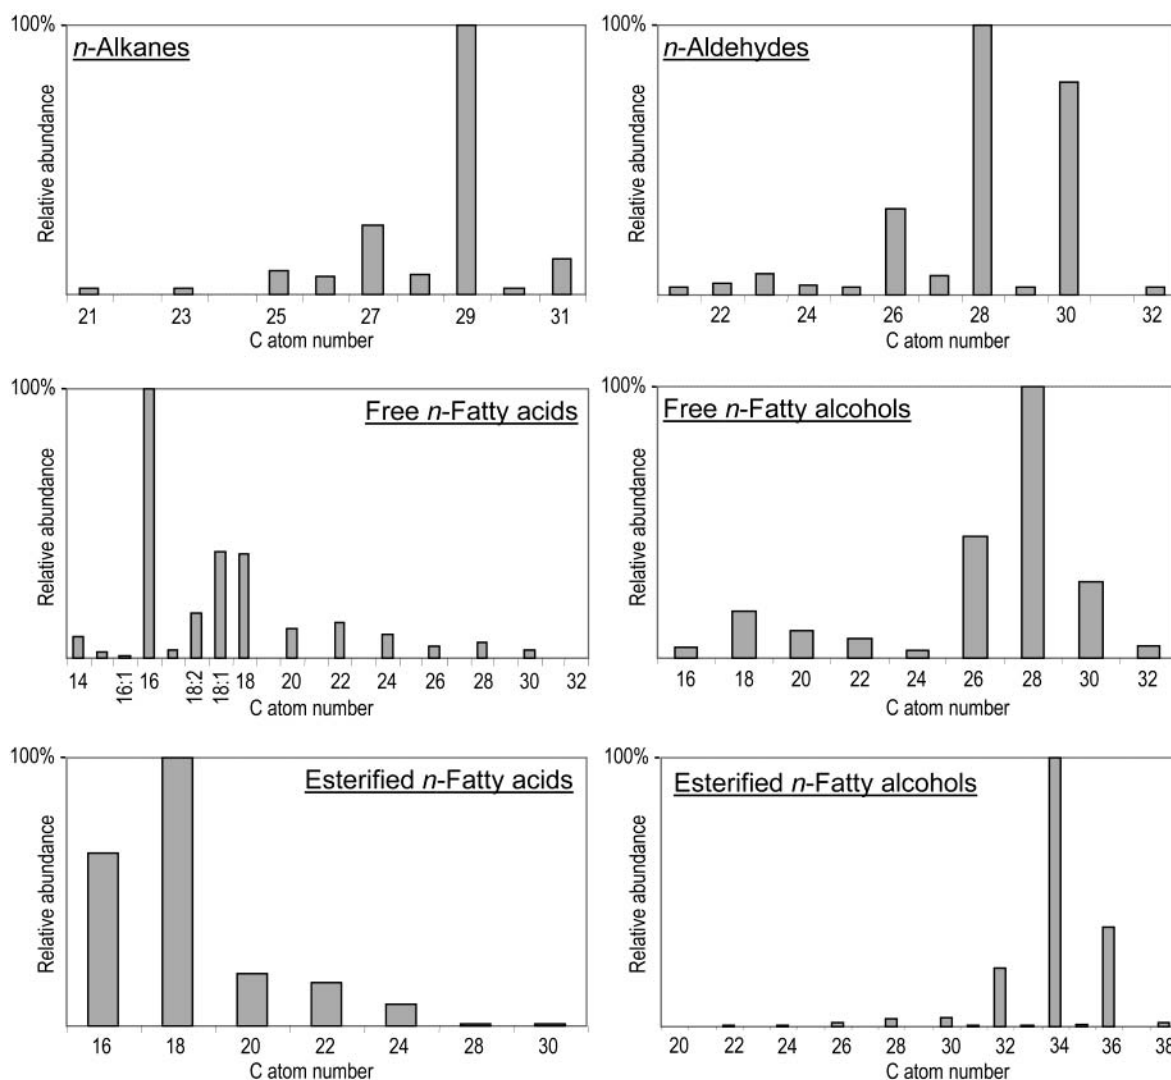 100%
n-Alkanes
Relative abundance
21 23 25 27 29 31
C atom number
100%
n-Aldehydes
Relative abundance
22 24 26 28 30 32
C atom number
100%
Free n-Fatty acids
Relative abundance
14 16:1 16 18:2 18:1 18 20 22 24 26 28 30 32
C atom number
100%
Free n-Fatty alcohols
Relative abundance
16 18 20 22 24 26 28 30 32
C atom number
100%
Esterified n-Fatty acids
Relative abundance
16 18 20 22 24 28 30
C atom number
100%
Esterified n-Fatty alcohols
Relative abundance
20 22 24 26 28 30 32 34 36 38
C atom number